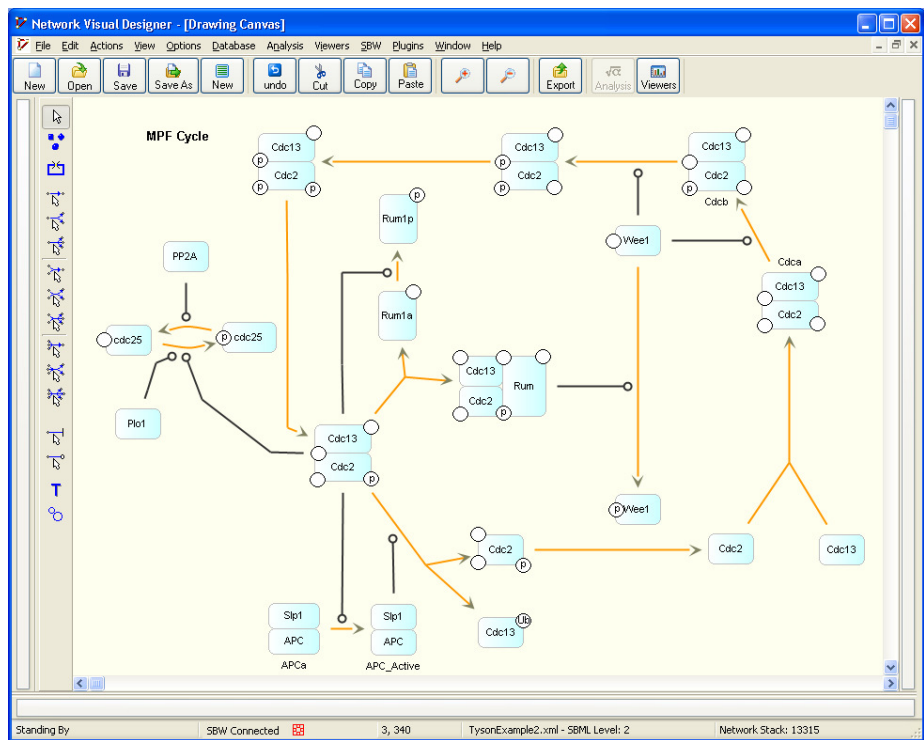 Network Visual Designer - [Drawing Canvas]
File Edit Actions View Options Database Analysis Viewers SBW Plugins Window Help
New Open Save Save As New undo Cut Copy Paste Export Analysis Viewers
√α
MPF Cycle
Cdc13
p
Cdc2
p p
Cdc13
p
Cdc2
p
Cdc13
Cdc2
p
Cdcb
p
Rum1p
Wee1
PP2A
Cdca
Cdc13
Cdc2
Rum1a
cdc25
p cdc25
Cdc13
Cdc2
Rum
p
Plo1
Cdc13
Cdc2
p
p Wee1
Cdc2
p
Cdc2
Cdc13
Slp1
APC
APCa
Slp1
APC
APC_Active
Ub
Cdc13
T
Standing By SBW Connected 3, 340 TysonExample2.xml - SBML Level: 2 Network Stack: 13315